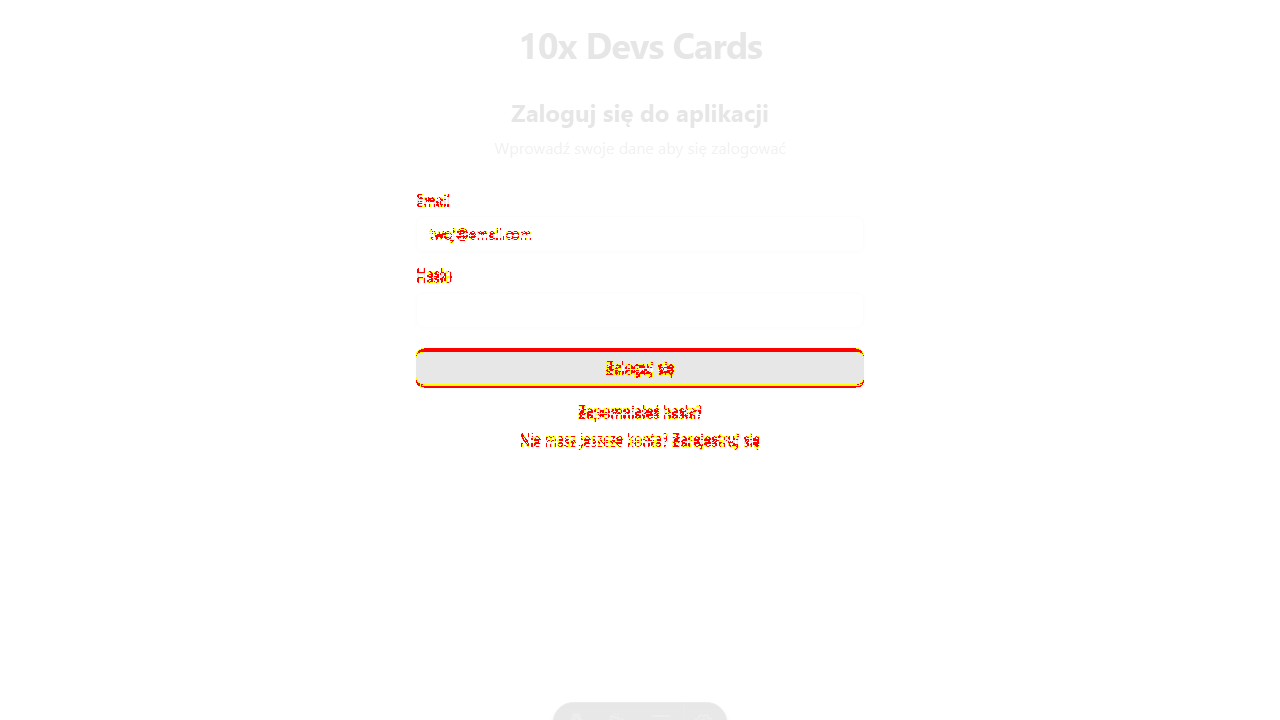 10x Devs Cards
Zaloguj się do aplikacji
Wprowadź swoje dane aby się zalogować
Email
twoj@email.com
Hasło
Zaloguj się
Zapomniałeś hasła?
Nie masz jeszcze konta? Zarejestruj się